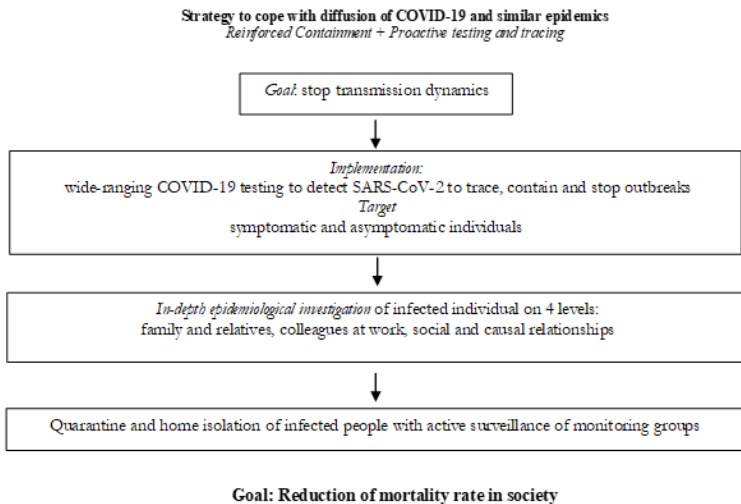 Strategy to cope with diffusion of COVID-19 and similar epidemics
Reinforced Containment + Proactive testing and tracing
Goal: stop transmission dynamics
Implementation:
wide-ranging COVID-19 testing to detect SARS-CoV-2 to trace, contain and stop outbreaks
Target
symptomatic and asymptomatic individuals
In-depth epidemiological investigation of infected individual on 4 levels:
family and relatives, colleagues at work, social and causal relationships
Quarantine and home isolation of infected people with active surveillance of monitoring groups
Goal: Reduction of mortality rate in society